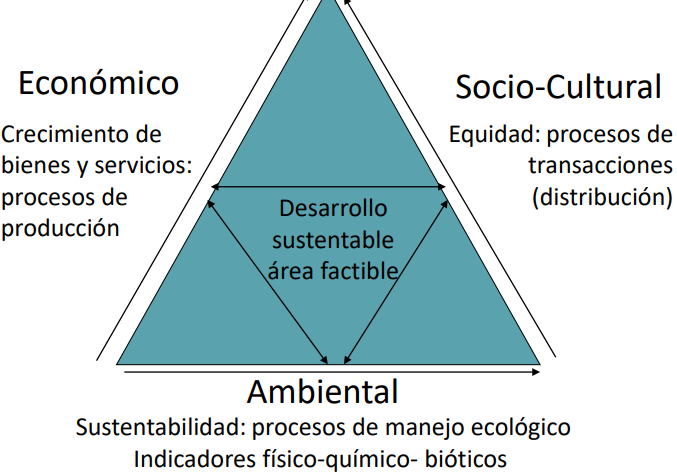 Económico
Crecimiento de
bienes y servicios:
procesos de
producción
Socio-Cultural
Equidad: procesos de
transacciones
(distribución)
Desarrollo
sustentable
área factible
Ambiental
Sustentabilidad: procesos de manejo ecológico
Indicadores físico-químico- bióticos